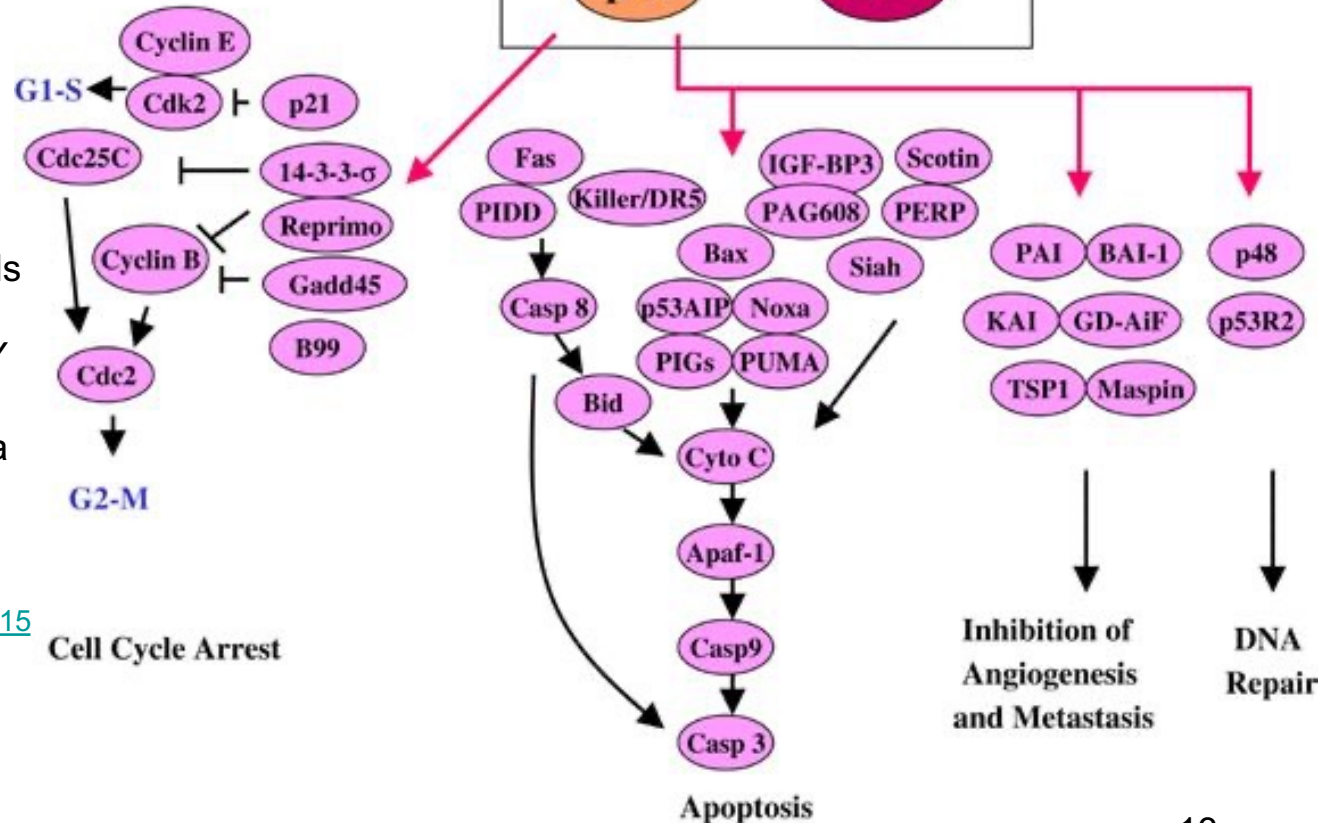 Cyclin E
G1-S
Cdk2
p21
Cdc25C
14-3-3-σ
Reprimo
Cyclin B
Gadd45
B99
Cdc2
G2-M
15
Cell Cycle Arrest
Fas
PIDD
Killer/DR5
IGF-BP3
Scotin
PAG608
PERP
Bax
Siah
Casp 8
p53AIP
Noxa
PIGs
PUMA
Bid
Cyto C
Apaf-1
Casp9
Casp 3
Apoptosis
PAI
BAI-1
KAI
GD-AiF
TSP1
Maspin
Inhibition of
Angiogenesis
and Metastasis
p48
p53R2
DNA
Repair